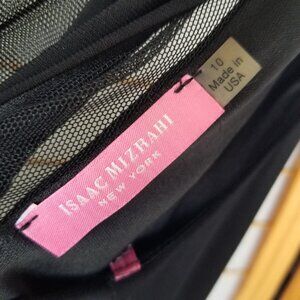 ISAAC MIZRAHI
NEW YORK
10
Made in
USA